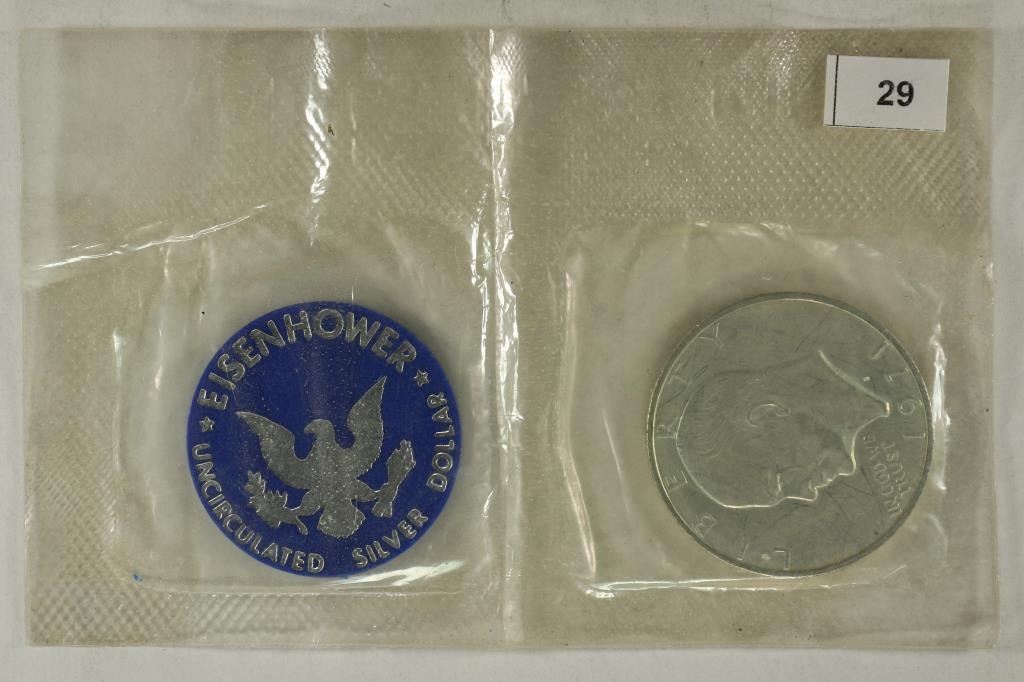 29
★ EISENHOWER ★
UNCIRCULATED SILVER DOLLAR
LIBERTY
IN GOD WE
TRUST
1971